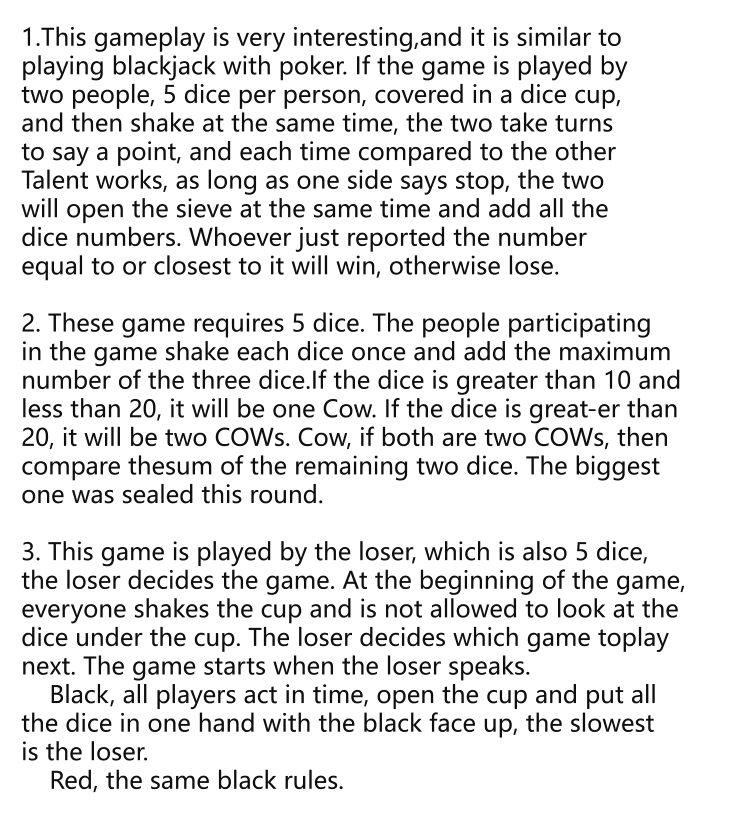 1.This gameplay is very interesting,and it is similar to
playing blackjack with poker. If the game is played by
two people, 5 dice per person, covered in a dice cup,
and then shake at the same time, the two take turns
to say a point, and each time compared to the other
Talent works, as long as one side says stop, the two
will open the sieve at the same time and add all the
dice numbers. Whoever just reported the number
equal to or closest to it will win, otherwise lose.

2. These game requires 5 dice. The people participating
in the game shake each dice once and add the maximum
number of the three dice.If the dice is greater than 10 and
less than 20, it will be one Cow. If the dice is great-er than
20, it will be two COWs. Cow, if both are two COWs, then
compare thesum of the remaining two dice. The biggest
one was sealed this round.

3. This game is played by the loser, which is also 5 dice,
the loser decides the game. At the beginning of the game,
everyone shakes the cup and is not allowed to look at the
dice under the cup. The loser decides which game toplay
next. The game starts when the loser speaks.
Black, all players act in time, open the cup and put all
the dice in one hand with the black face up, the slowest
is the loser.
Red, the same black rules.